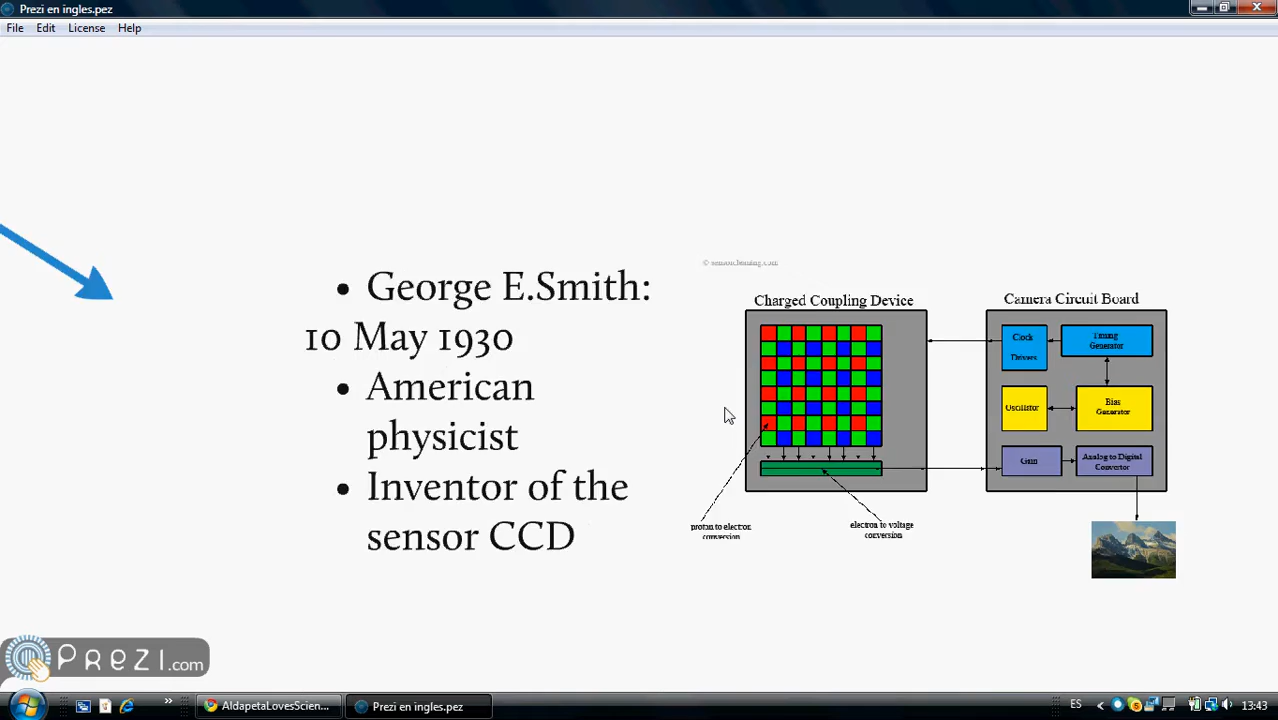 Prezi en ingles.pez
File Edit License Help
• George E.Smith:
10 May 1930
• American
physicist
• Inventor of the
sensor CCD
Charged Coupling Device
Camera Circuit Board
Clock
Drivers
Timing
Generator
Oscillator
Bias
Generator
Gain
Analog to Digital
Convertor
electron to voltage
conversion
to electron
conversion
PREZI.com
AldapetaLovesScien...
Prezi en ingles.pez
ES
13:43